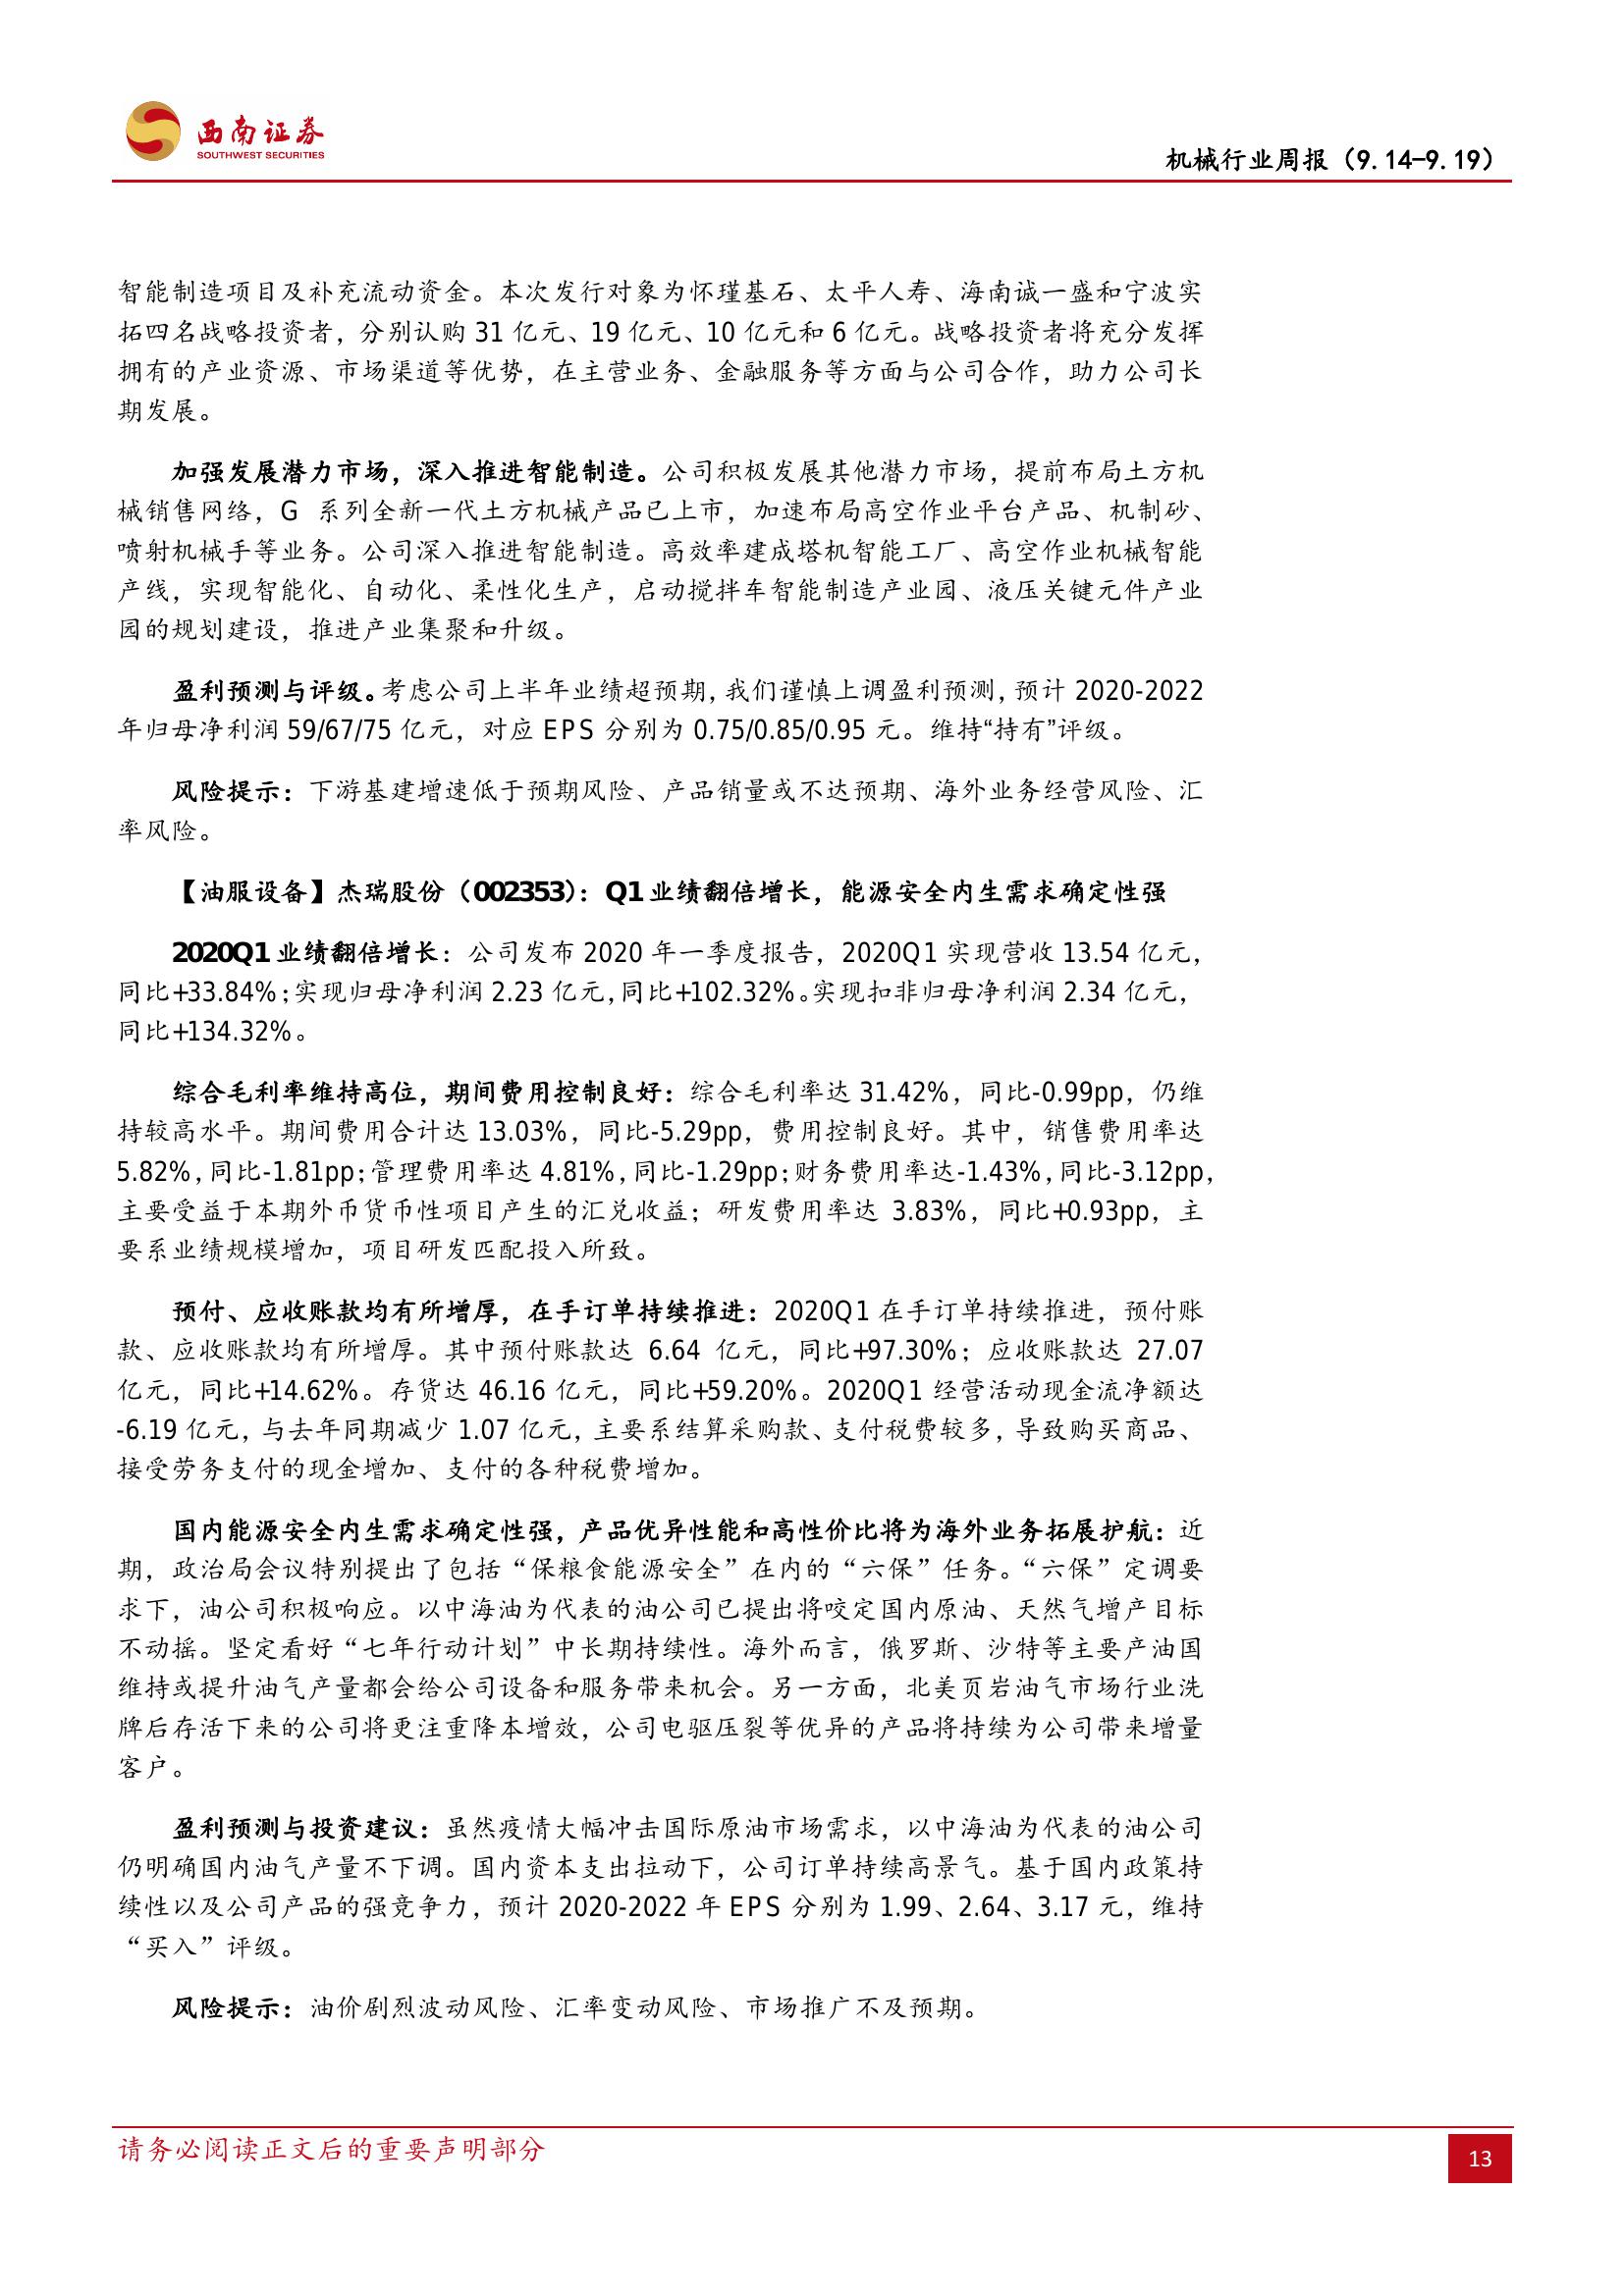 西南证券
SOUTHWEST SECURITIES
机械行业周报（9.14-9.19）
智能制造项目及补充流动资金。本次发行对象为怀瑾基石、太平人寿、海南诚一盛和宁波实
拓四名战略投资者，分别认购 31 亿元、19 亿元、10 亿元和 6 亿元。战略投资者将充分发挥
拥有的产业资源、市场渠道等优势，在主营业务、金融服务等方面与公司合作，助力公司长
期发展。
加强发展潜力市场，深入推进智能制造。公司积极发展其他潜力市场，提前布局土方机
械销售网络，G 系列全新一代土方机械产品已上市，加速布局高空作业平台产品、机制砂、
喷射机械手等业务。公司深入推进智能制造。高效率建成塔机智能工厂、高空作业机械智能
产线，实现智能化、自动化、柔性化生产，启动搅拌车智能制造产业园、液压关键元件产业
园的规划建设，推进产业集聚和升级。
盈利预测与评级。考虑公司上半年业绩超预期，我们谨慎上调盈利预测，预计 2020-2022
年归母净利润 59/67/75 亿元，对应 EPS 分别为 0.75/0.85/0.95 元。维持“持有”评级。
风险提示：下游基建增速低于预期风险、产品销量或不达预期、海外业务经营风险、汇
率风险。
【油服设备】杰瑞股份（002353）：Q1 业绩翻倍增长，能源安全内生需求确定性强
2020Q1 业绩翻倍增长：公司发布 2020 年一季度报告，2020Q1 实现营收 13.54 亿元，
同比+33.84%；实现归母净利润 2.23 亿元，同比+102.32%。实现扣非归母净利润 2.34 亿元，
同比+134.32%。
综合毛利率维持高位，期间费用控制良好：综合毛利率达 31.42%，同比-0.99pp，仍维
持较高水平。期间费用合计达 13.03%，同比-5.29pp，费用控制良好。其中，销售费用率达
5.82%，同比-1.81pp；管理费用率达 4.81%，同比-1.29pp；财务费用率达-1.43%，同比-3.12pp，
主要受益于本期外币货币性项目产生的汇兑收益；研发费用率达 3.83%，同比+0.93pp，主
要系业绩规模增加，项目研发匹配投入所致。
预付、应收账款均有所增厚，在手订单持续推进：2020Q1 在手订单持续推进，预付账
款、应收账款均有所增厚。其中预付账款达 6.64 亿元，同比+97.30%；应收账款达 27.07
亿元，同比+14.62%。存货达 46.16 亿元，同比+59.20%。2020Q1 经营活动现金流净额达
-6.19 亿元，与去年同期减少 1.07 亿元，主要系结算采购款、支付税费较多，导致购买商品、
接受劳务支付的现金增加、支付的各种税费增加。
国内能源安全内生需求确定性强，产品优异性能和高性价比将为海外业务拓展护航：近
期，政治局会议特别提出了包括“保粮食能源安全”在内的“六保”任务。“六保”定调要
求下，油公司积极响应。以中海油为代表的油公司已提出将咬定国内原油、天然气增产目标
不动摇。坚定看好“七年行动计划”中长期持续性。海外而言，俄罗斯、沙特等主要产油国
维持或提升油气产量都会给公司设备和服务带来机会。另一方面，北美页岩油气市场行业洗
牌后存活下来的公司将更注重降本增效，公司电驱压裂等优异的产品将持续为公司带来增量
客户。
盈利预测与投资建议：虽然疫情大幅冲击国际原油市场需求，以中海油为代表的油公司
仍明确国内油气产量不下调。国内资本支出拉动下，公司订单持续高景气。基于国内政策持
续性以及公司产品的强竞争力，预计 2020-2022 年 EPS 分别为 1.99、2.64、3.17 元，维持
“买入”评级。
风险提示：油价剧烈波动风险、汇率变动风险、市场推广不及预期。
请务必阅读正文后的重要声明部分
13